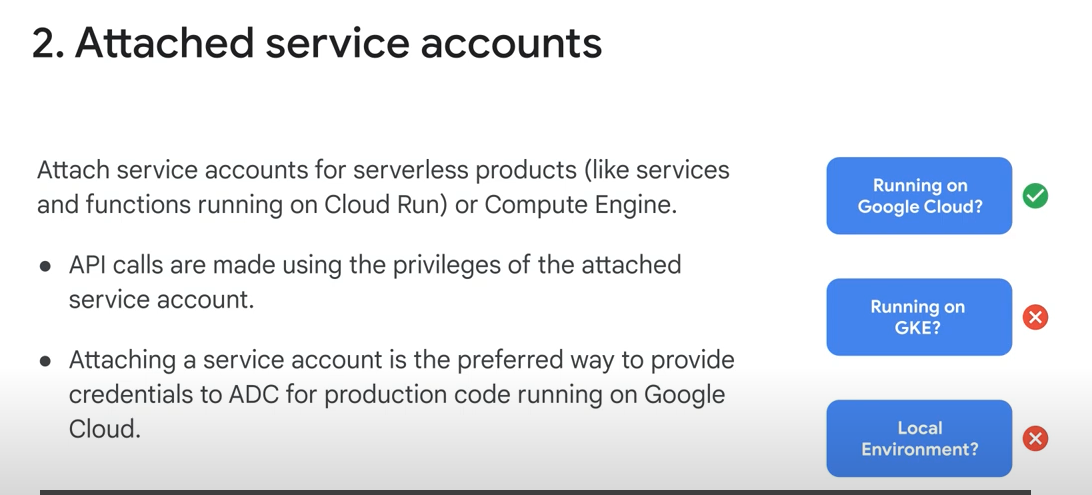 2. Attached service accounts
Attach service accounts for serverless products (like services
and functions running on Cloud Run) or Compute Engine.
● API calls are made using the privileges of the attached
service account.
● Attaching a service account is the preferred way to provide
credentials to ADC for production code running on Google
Cloud.
Running on
Google Cloud?
Running on
GKE?
Local
Environment?